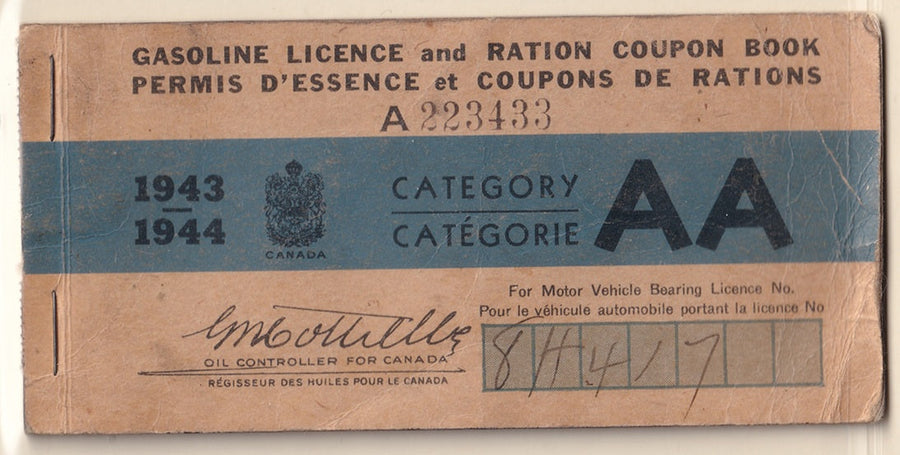 GASOLINE LICENCE and RATION COUPON BOOK
PERMIS D'ESSENCE et COUPONS DE RATIONS
A 223433
1943
1944
CANADA
CATEGORY
CATÉGORIE
AA
For Motor Vehicle Bearing Licence No.
Pour le véhicule automobile portant la licence No
8H417
OIL CONTROLLER FOR CANADA
RÉGISSEUR DES HUILES POUR LE CANADA